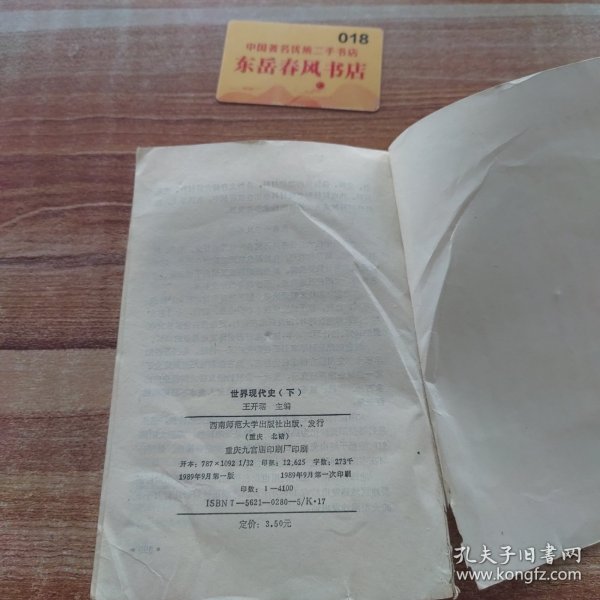 018
中国著名优质二手书店
东岳春风书店
世界现代史（下）
王开琚 主编
西南师范大学出版社出版、发行
（重庆 北碚）
重庆九宫庙印刷厂印刷
开本：787×1092 1/32 印张：12.625 字数：273千
1989年9月第一版 1989年9月第一次印刷
印数：1—4100
ISBN7—5621—0280—5/K·17
定价：3.50元
孔夫子旧书网
www.kongfz.com